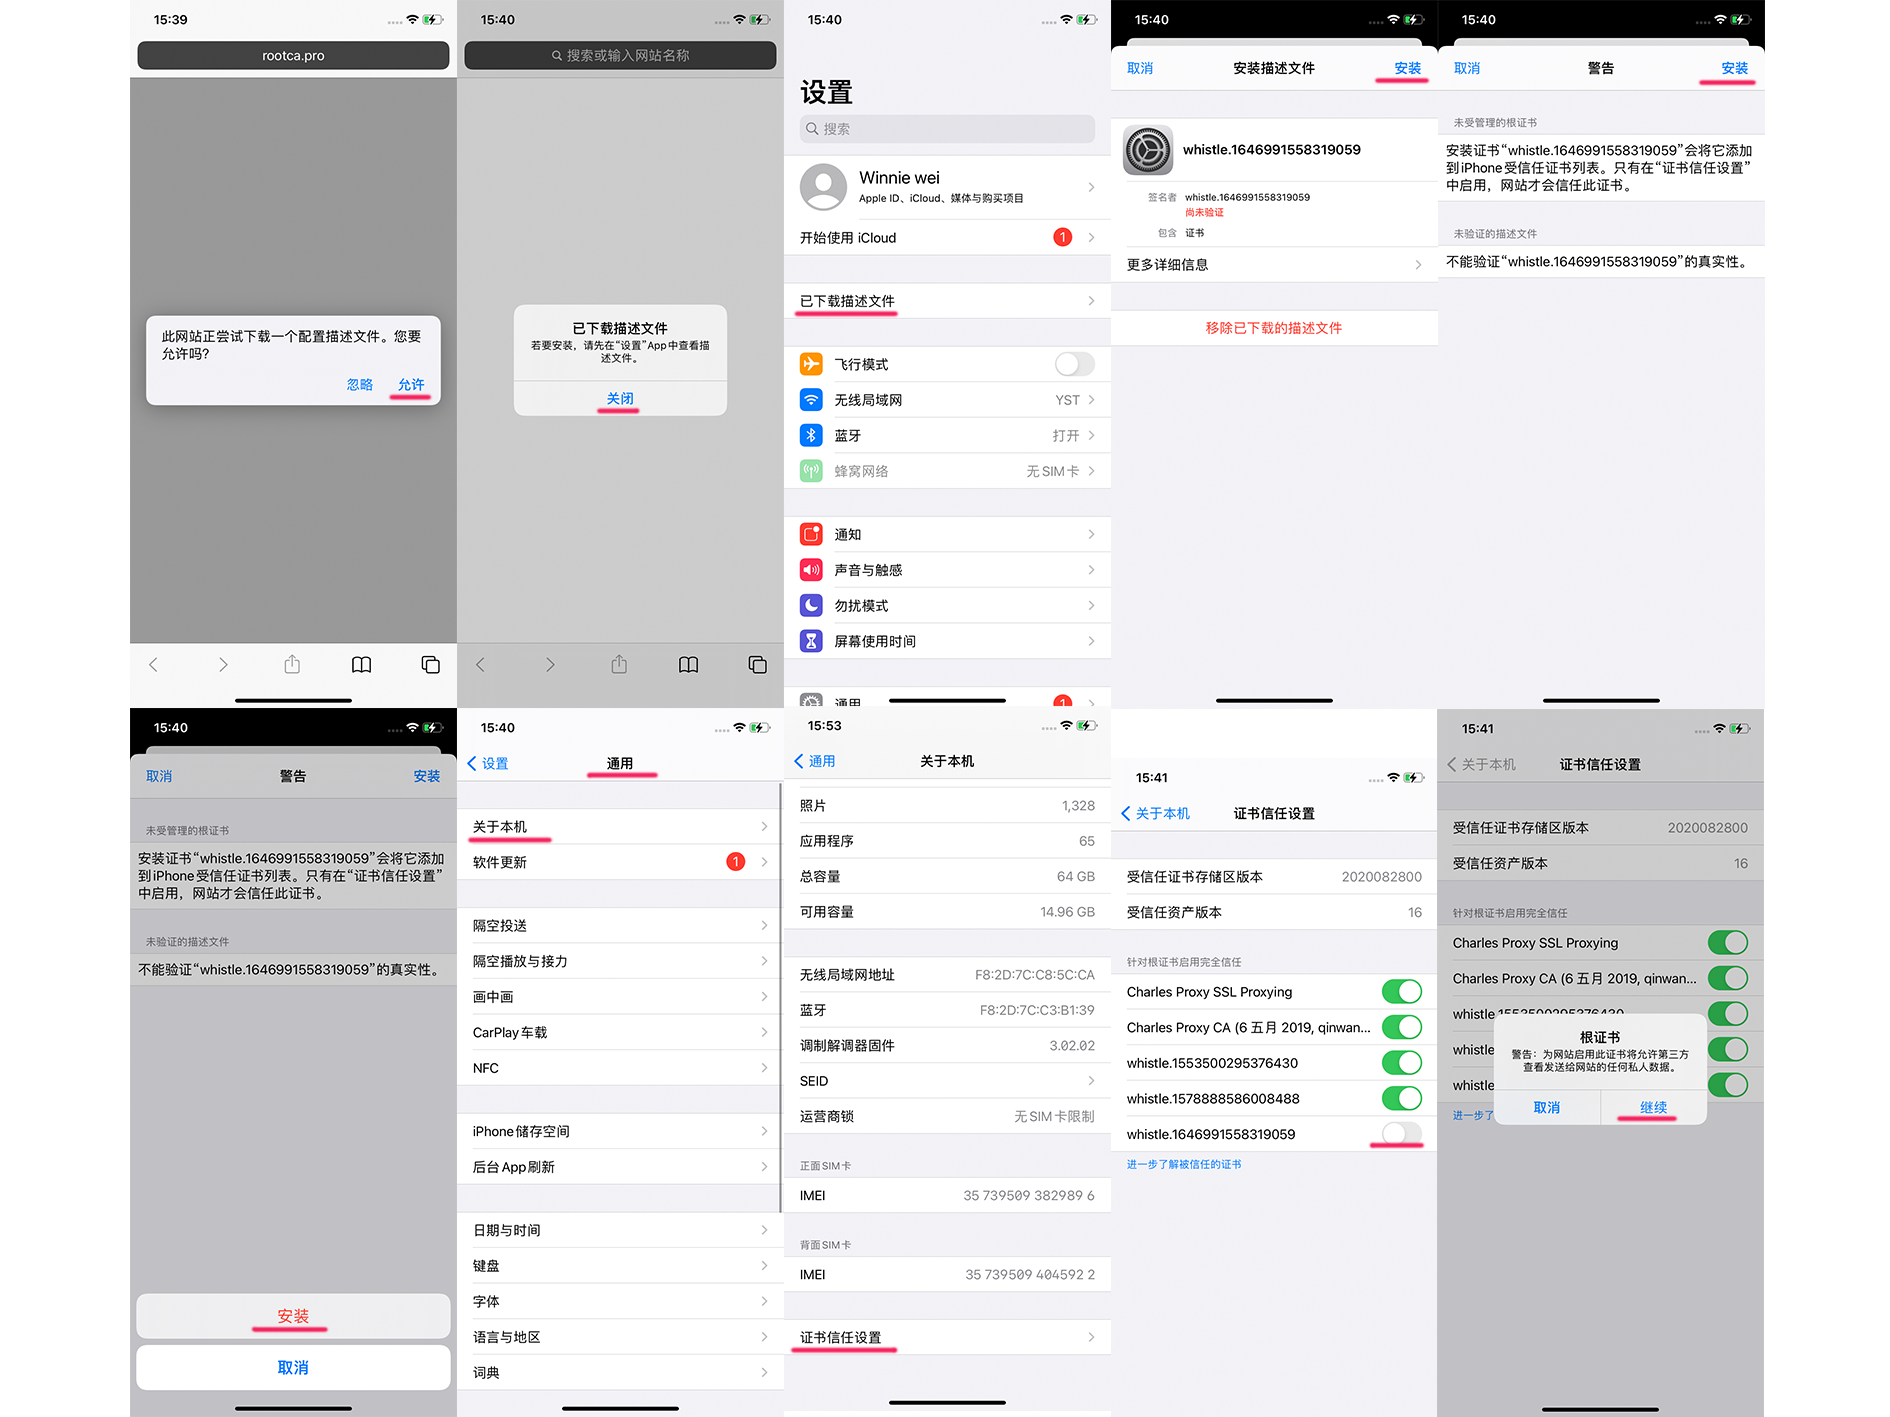 15:39
rootca.pro
此网站正尝试下载一个配置描述文件。您要
允许吗?
忽略
允许
15:40
搜索或输入网站名称
已下载描述文件
若要安装，请先在“设置”App中查看描
述文件。
关闭
15:40
设置
搜索
Winnie wei
Apple ID、iCloud、媒体与购买项目
开始使用 iCloud
1
已下载描述文件
飞行模式
无线局域网
YST
蓝牙
打开
蜂窝网络
无 SIM 卡
通知
声音与触感
勿扰模式
屏幕使用时间
通用
1
15:40
取消
安装描述文件
安装
whistle.1646991558319059
签名者 whistle.1646991558319059
尚未验证
包含 证书
更多详细信息
移除已下载的描述文件
15:40
取消
警告
安装
未受管理的根证书
安装证书“whistle.1646991558319059”会将它添加
到iPhone受信任证书列表。只有在“证书信任设置”
中启用，网站才会信任此证书。
未验证的描述文件
不能验证“whistle.1646991558319059”的真实性。
15:40
取消
警告
安装
未受管理的根证书
安装证书“whistle.1646991558319059”会将它添加
到iPhone受信任证书列表。只有在“证书信任设置”
中启用，网站才会信任此证书。
未验证的描述文件
不能验证“whistle.1646991558319059”的真实性。
安装
取消
15:40
设置
通用
关于本机
软件更新
1
隔空投送
隔空播放与接力
画中画
CarPlay车载
NFC
iPhone储存空间
后台App刷新
日期与时间
键盘
字体
语言与地区
词典
15:53
通用
关于本机
照片
1,328
应用程序
65
总容量
64 GB
可用容量
14.96 GB
无线局域网地址
F8:2D:7C:C8:5C:CA
蓝牙
F8:2D:7C:C3:B1:39
调制解调器固件
3.02.02
SEID
运营商锁
无 SIM 卡限制
正面SIM卡
IMEI
35 739509 382989 6
背面SIM卡
IMEI
35 739509 404592 2
证书信任设置
15:41
关于本机
证书信任设置
受信任证书存储区版本
2020082800
受信任资产版本
16
针对根证书启用完全信任
Charles Proxy SSL Proxying
Charles Proxy CA (6 五月 2019, qinwan...
whistle.1553500295376430
whistle.1578888586008488
whistle.1646991558319059
进一步了解被信任的证书
15:41
关于本机
证书信任设置
受信任证书存储区版本
2020082800
受信任资产版本
16
针对根证书启用完全信任
Charles Proxy SSL Proxying
Charles Proxy CA (6 五月 2019, qinwan...
whistle.1553500295376430
whistle
whistle
进一步了
根证书
警告：为网站启用此证书将允许第三方
查看发送给网站的任何私人数据。
取消
继续